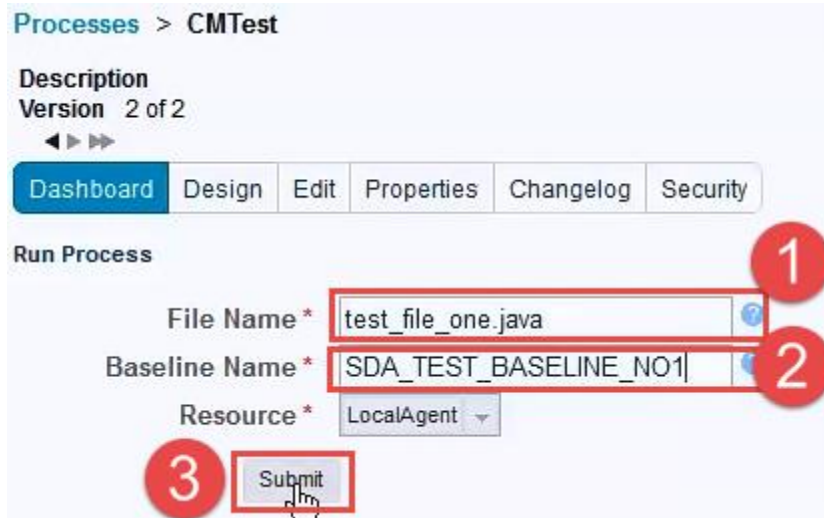 Processes > CMTest
Description
Version 2 of 2
Dashboard Design Edit Properties Changelog Security
Run Process
1
File Name * test_file_one.java ?
2
Baseline Name * SDA_TEST_BASELINE_NO1
Resource * LocalAgent
3 Submit